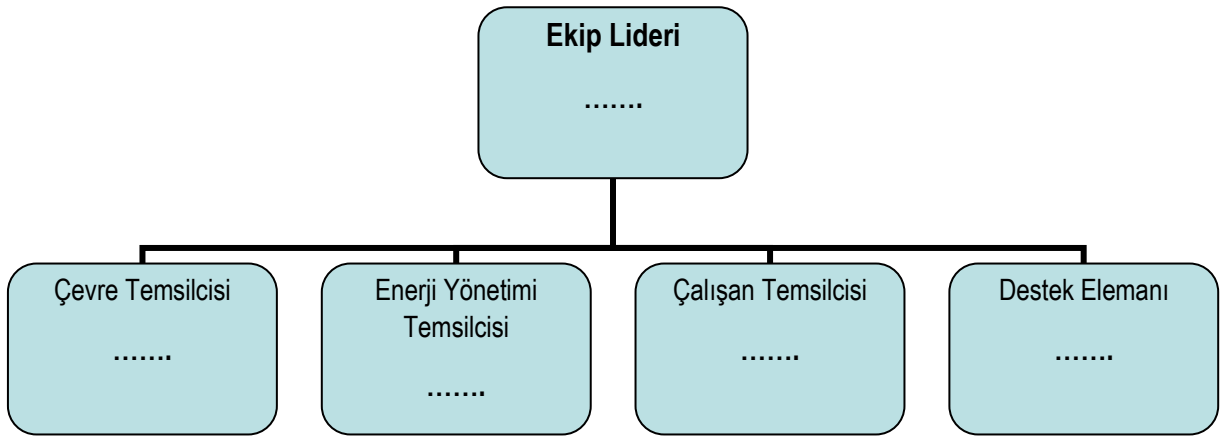 Ekip Lideri
…….
Çevre Temsilcisi
…….
Enerji Yönetimi
Temsilcisi
…….
Çalışan Temsilcisi
…….
Destek Elemanı
…….